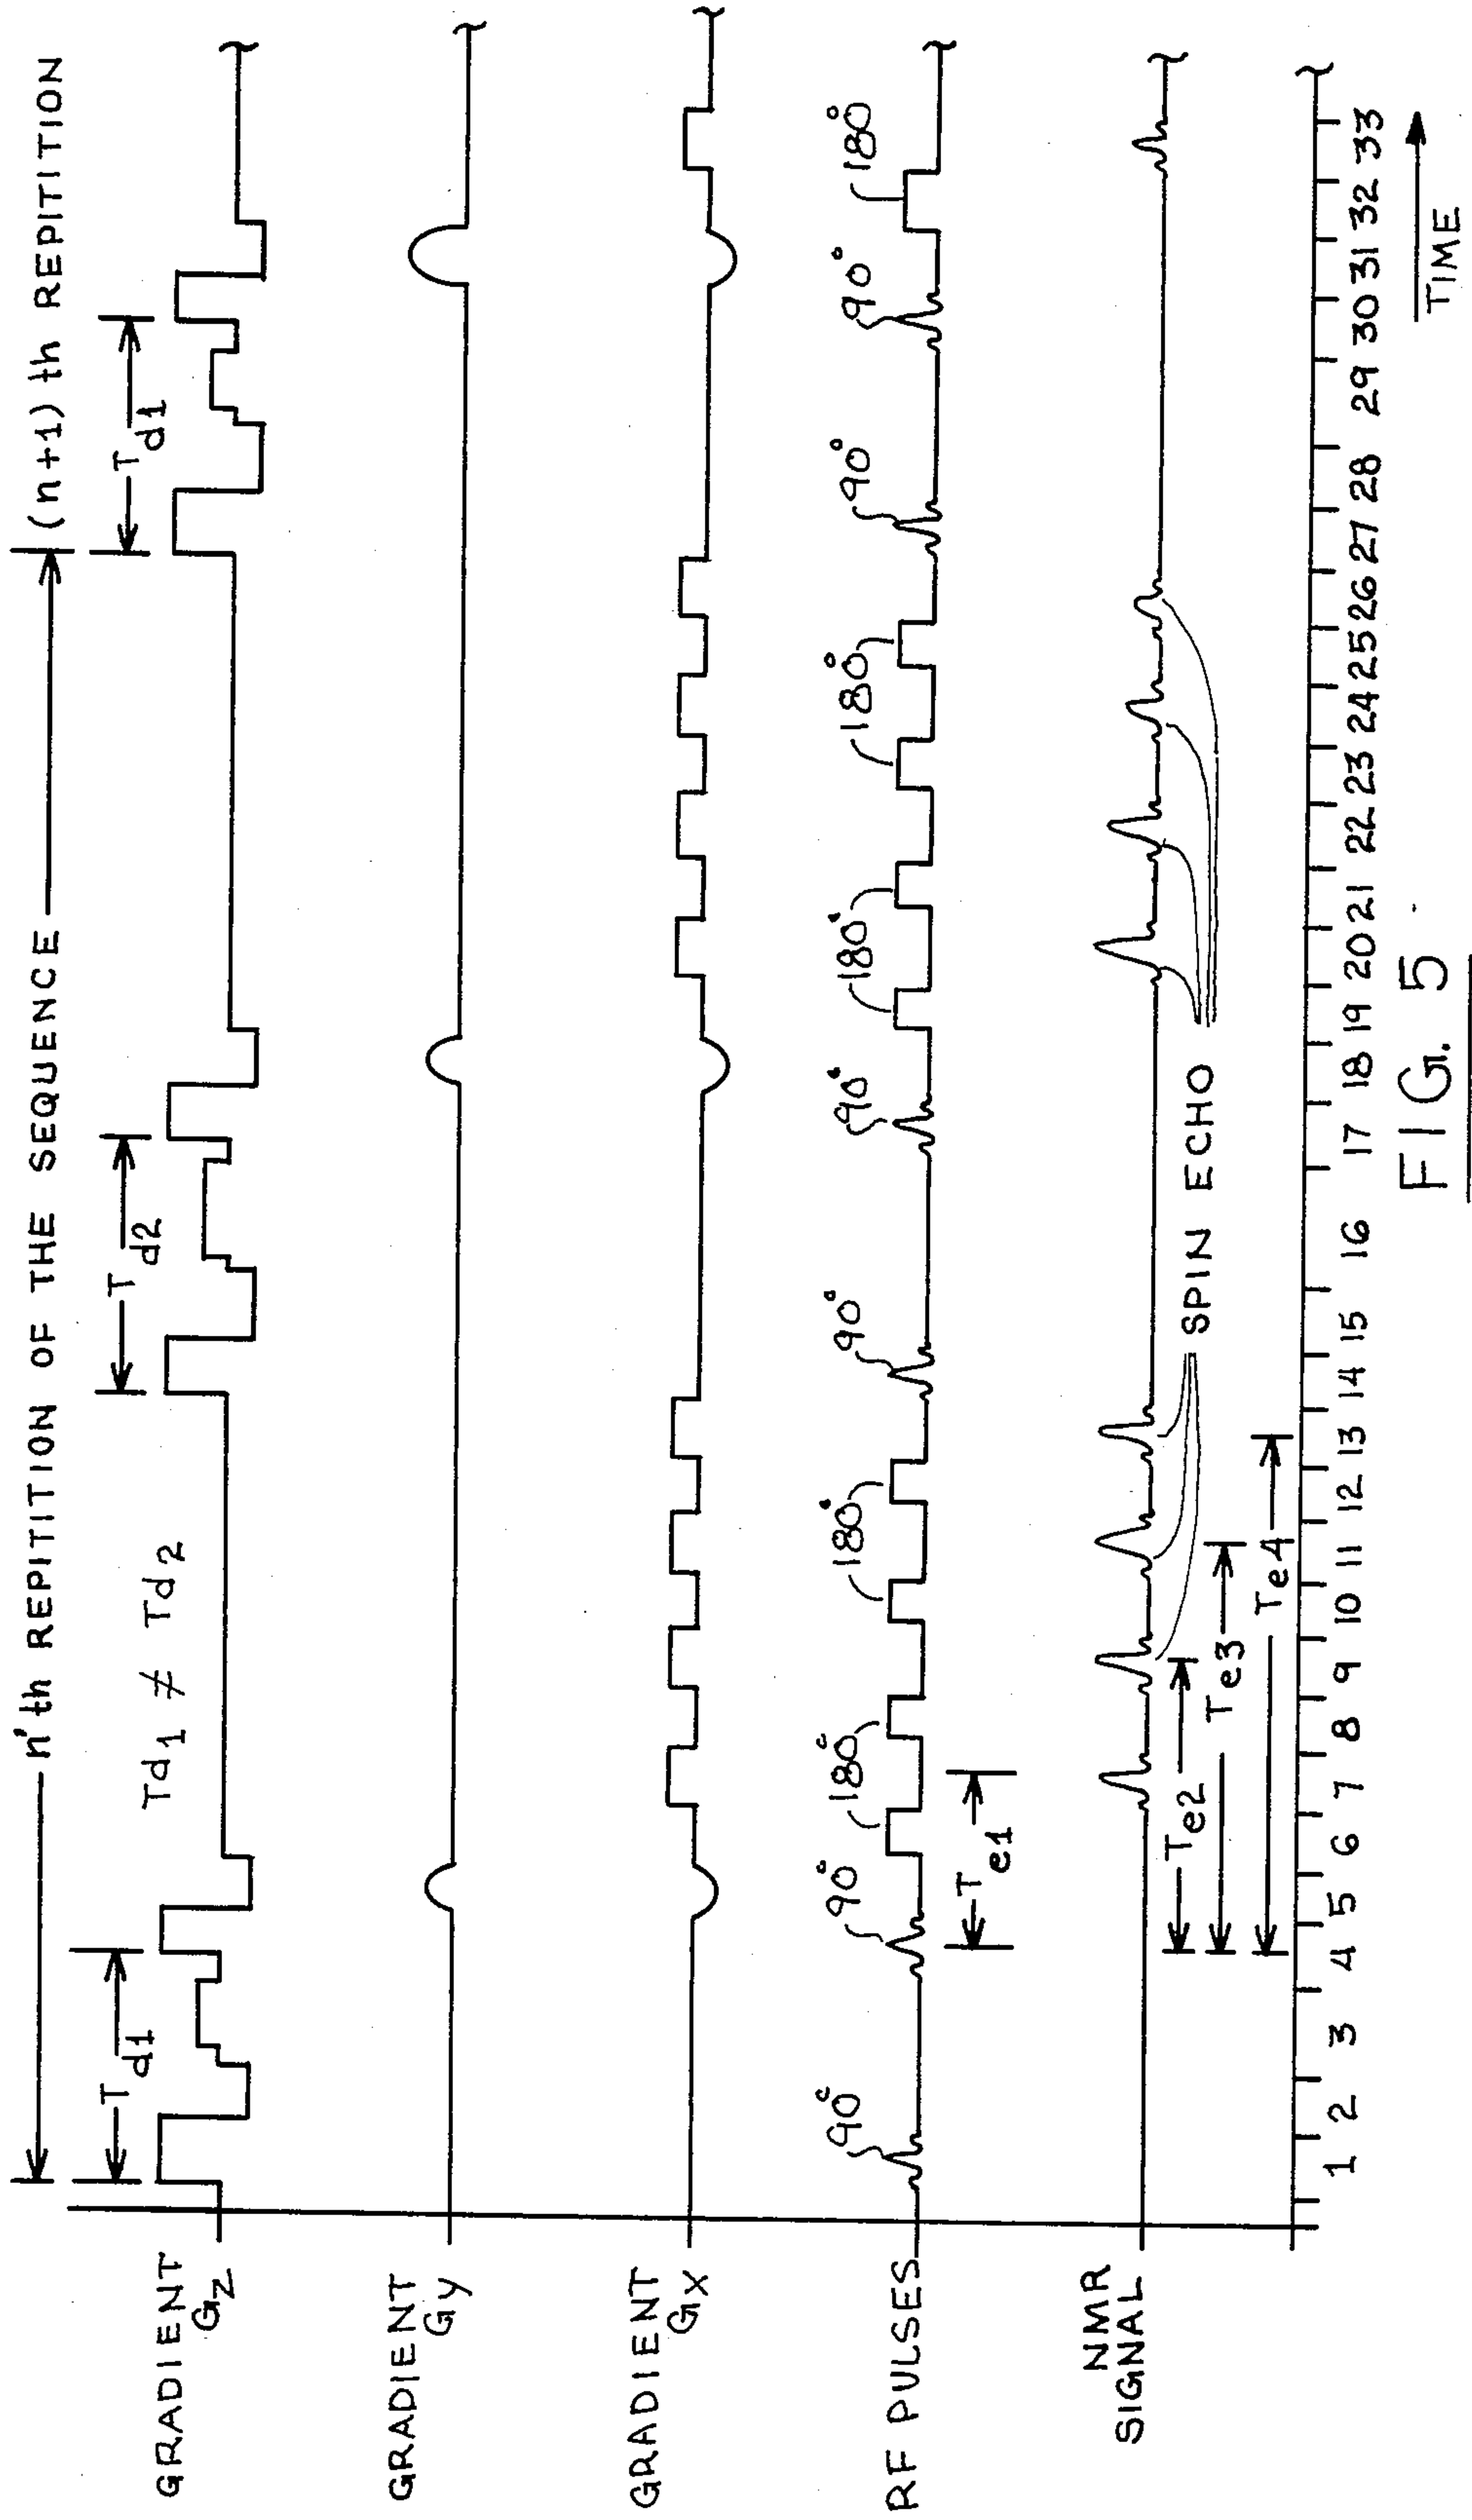 n'th REPITITION OF THE SEQUENCE
(n+1) th REPITITION
T d1
T d2
T d1
Td1 ≠ Td2
GRADIENT
Gz
GRADIENT
Gy
GRADIENT
Gx
RF PULSES
90°
90°
180°
180°
180°
90°
90°
180°
180°
180°
90°
90°
180°
Te1
NMR
SIGNAL
SPIN ECHO
Te2
Te3
Te4
1 2 3 4 5 6 7 8 9 10 11 12 13 14 15 16 17 18 19 20 21 22 23 24 25 26 27 28 29 30 31 32 33
TIME
FIG. 5